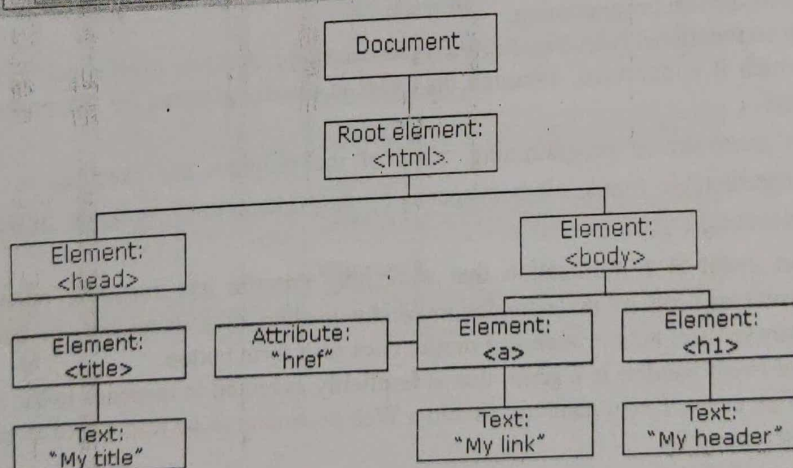 Document
Root element:
<html>
Element:
<head>
Element:
<body>
Element:
<title>
Attribute:
"href"
Element:
<a>
Element:
<h1>
Text:
"My title"
Text:
"My link"
Text:
"My header"